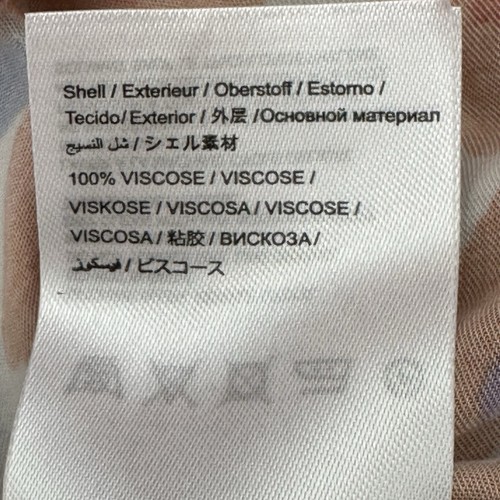 Shell / Exterieur / Oberstoff / Estorno /
Tecido/ Exterior / 外层 /Основной материал
شل النسيج / シェル素材
100% VISCOSE / VISCOSE /
VISKOSE / VISCOSA / VISCOSE /
VISCOSA / 粘胶 / ВИСКОЗА /
فيسكوز / ビスコース